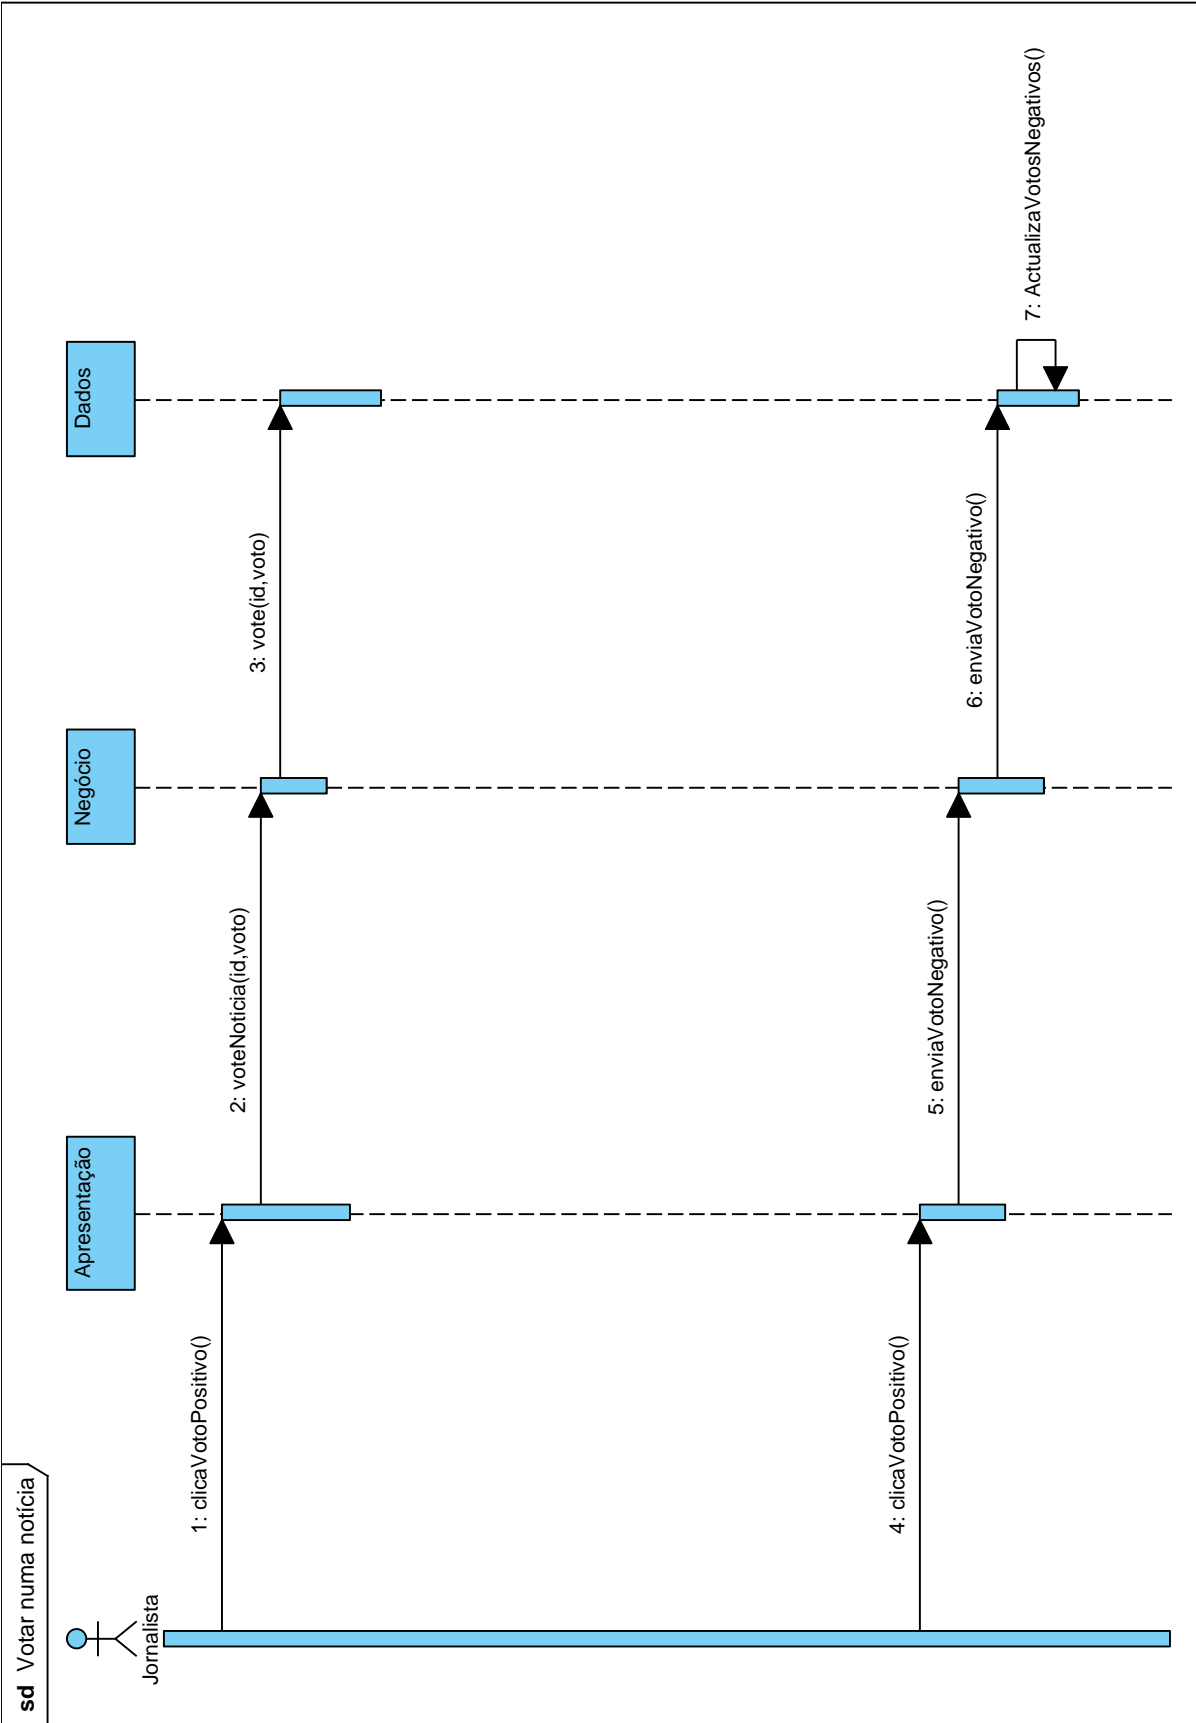 sd Votar numa notícia
Jornalista
Apresentação
Negócio
Dados
1: clicaVotoPositivo()
2: voteNoticia(id,voto)
3: vote(id,voto)
4: clicaVotoPositivo()
5: enviaVotoNegativo()
6: enviaVotoNegativo()
7: ActualizaVotosNegativos()